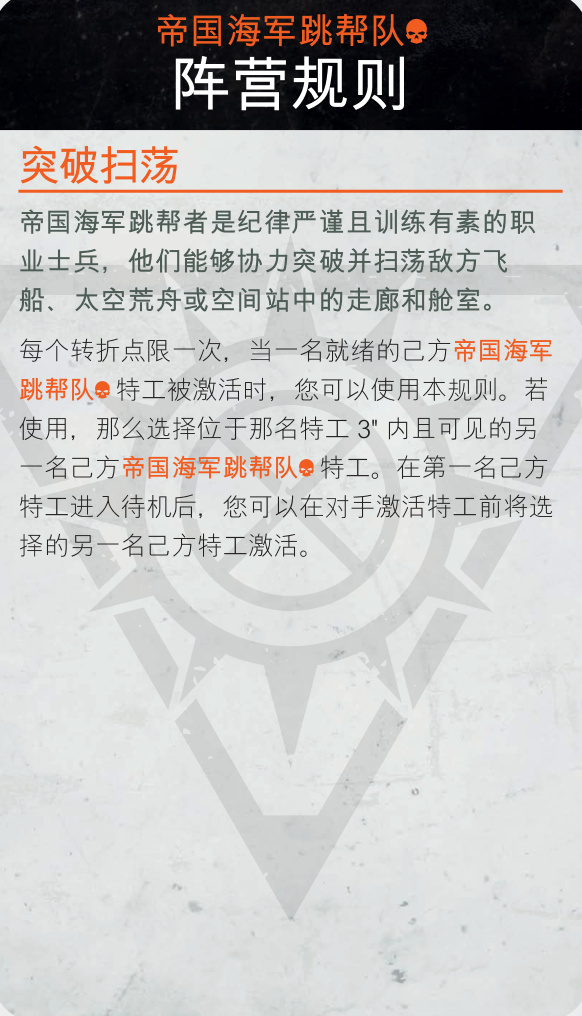 帝国海军跳帮队
阵营规则
突破扫荡
帝国海军跳帮者是纪律严谨且训练有素的职
业士兵，他们能够协力突破并扫荡敌方飞
船、太空荒舟或空间站中的走廊和舱室。
每个转折点限一次，当一名就绪的己方帝国海军
跳帮队特工被激活时，您可以使用本规则。若
使用，那么选择位于那名特工 3" 内且可见的另
一名己方帝国海军跳帮队特工。在第一名己方
特工进入待机后，您可以在对手激活特工前将选
择的另一名己方特工激活。